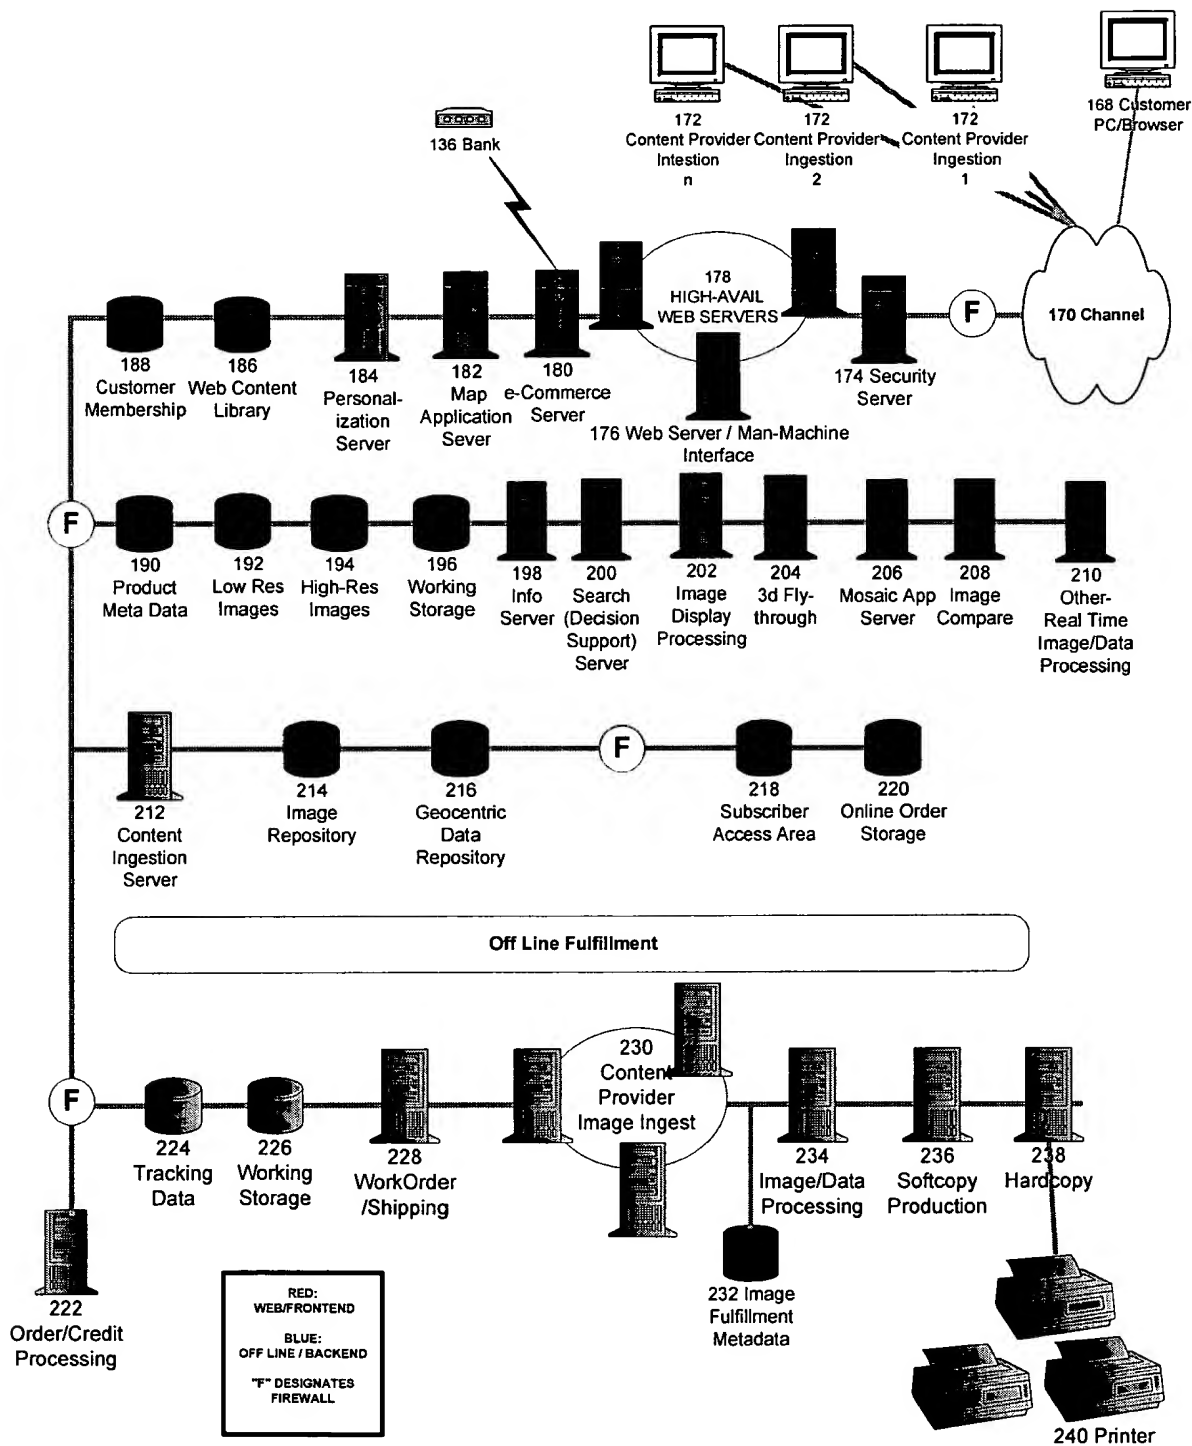 172
Content Provider
Intestion
n
172
Content Provider
Ingestion
2
172
Content Provider
Ingestion
1
168 Customer
PC/Browser
136 Bank
178
HIGH-AVAIL
WEB SERVERS
F
170 Channel
188
Customer
Membership
186
Web Content
Library
184
Personal-
ization
Server
182
Map
Application
Sever
180
e-Commerce
Server
174 Security
Server
176 Web Server / Man-Machine
Interface
F
190
Product
Meta Data
192
Low Res
Images
194
High-Res
Images
196
Working
Storage
198
Info
Server
200
Search
(Decision
Support)
Server
202
Image
Display
Processing
204
3d Fly-
through
206
Mosaic App
Server
208
Image
Compare
210
Other-
Real Time
Image/Data
Processing
F
212
Content
Ingestion
Server
214
Image
Repository
216
Geocentric
Data
Repository
218
Subscriber
Access Area
220
Online Order
Storage
Off Line Fulfillment
F
224
Tracking
Data
226
Working
Storage
228
WorkOrder
/Shipping
230
Content
Provider
Image Ingest
234
Image/Data
Processing
236
Softcopy
Production
238
Hardcopy
222
Order/Credit
Processing
232 Image
Fulfillment
Metadata
RED:
WEB/FRONTEND
BLUE:
OFF LINE / BACKEND
"F" DESIGNATES
FIREWALL
240 Printer